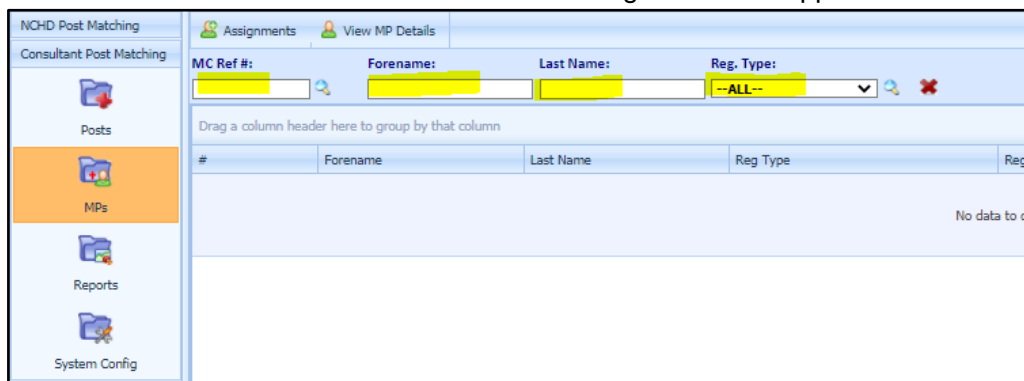 NCHD Post Matching
Consultant Post Matching
Posts
MPs
Reports
System Config
Assignments View MP Details
MC Ref #: Forename: Last Name: Reg. Type:
--ALL--
Drag a column header here to group by that column
# Forename Last Name Reg Type Reg
No data to